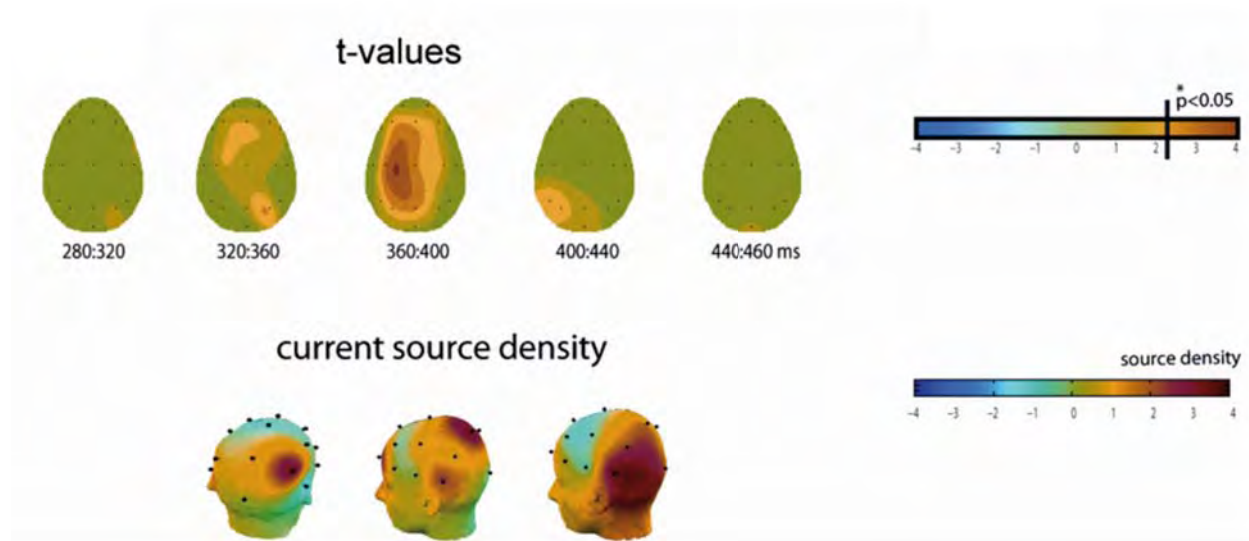 t-values
*
p<0.05
-4 -3 -2 -1 0 1 2 3 4
280:320 320:360 360:400 400:440 440:460 ms
current source density
source density
-4 -3 -2 -1 0 1 2 3 4